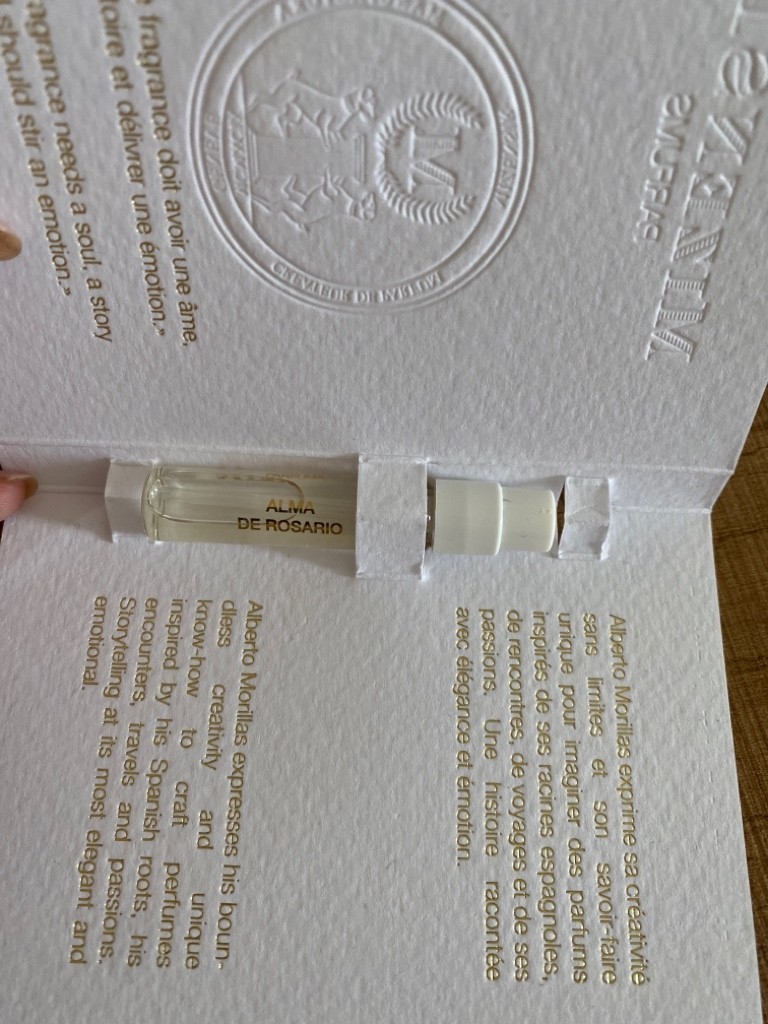 MIZENSI
PARFUMS
M
fragrance doit avoir une âme,
toire et délivrer une émotion.»
agrance needs a soul, a story
should stir an emotion.»
ALMA
DE ROSARIO
Alberto Morillas exprime sa créativité
sans limites et son savoir-faire
unique pour imaginer des parfums
inspirés de ses racines espagnoles,
de rencontres, de voyages et de ses
passions. Une histoire racontée
avec élégance et émotion.
Alberto Morillas expresses his boun-
dless creativity and unique
know-how to craft perfumes
inspired by his Spanish roots, his
encounters, travels and passions.
Storytelling at its most elegant and
emotional.